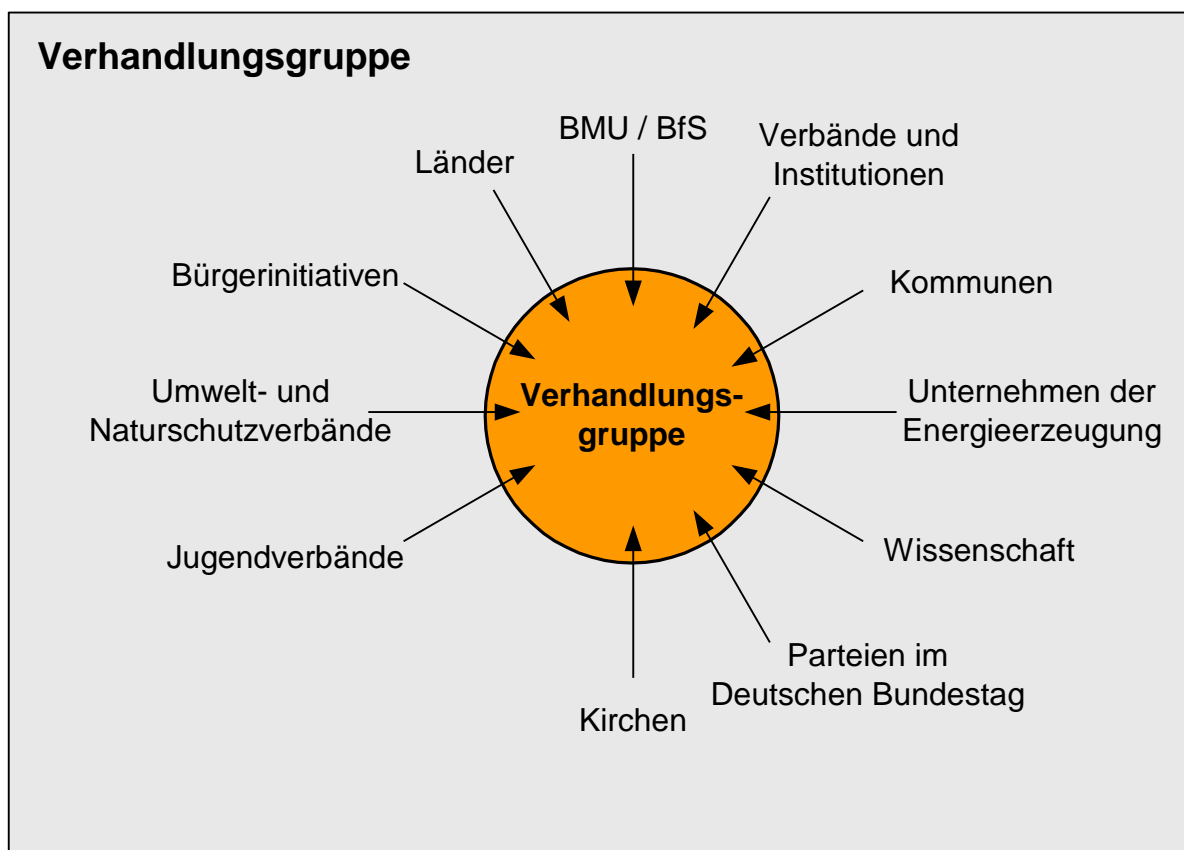 Verhandlungsgruppe
BMU / BfS
Verbände und
Institutionen
Länder
Bürgerinitiativen
Kommunen
Umwelt- und
Naturschutzverbände
Verhandlungs-
gruppe
Unternehmen der
Energieerzeugung
Jugendverbände
Wissenschaft
Parteien im
Deutschen Bundestag
Kirchen